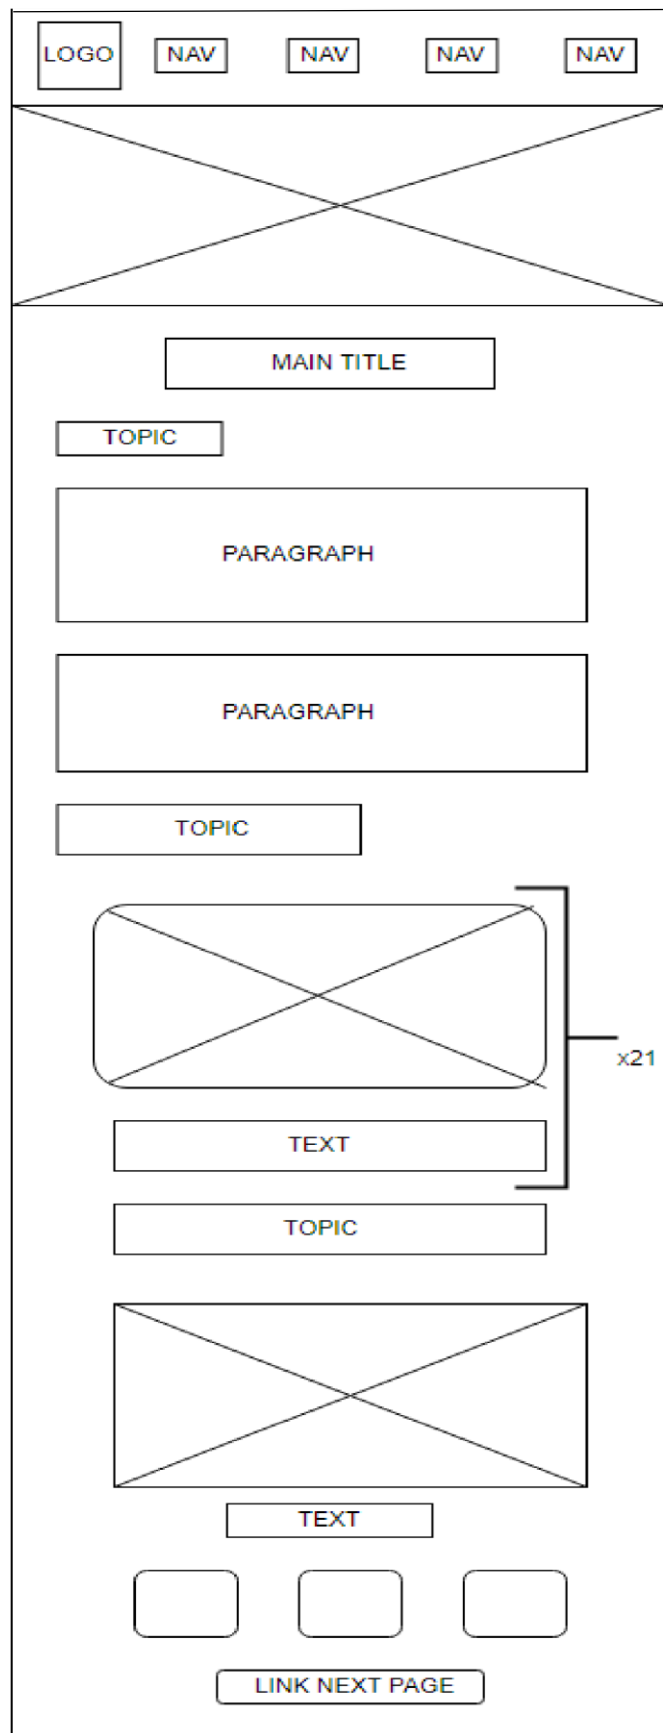 LOGO NAV NAV NAV NAV
MAIN TITLE
TOPIC
PARAGRAPH
PARAGRAPH
TOPIC
x21
TEXT
TOPIC
TEXT
LINK NEXT PAGE